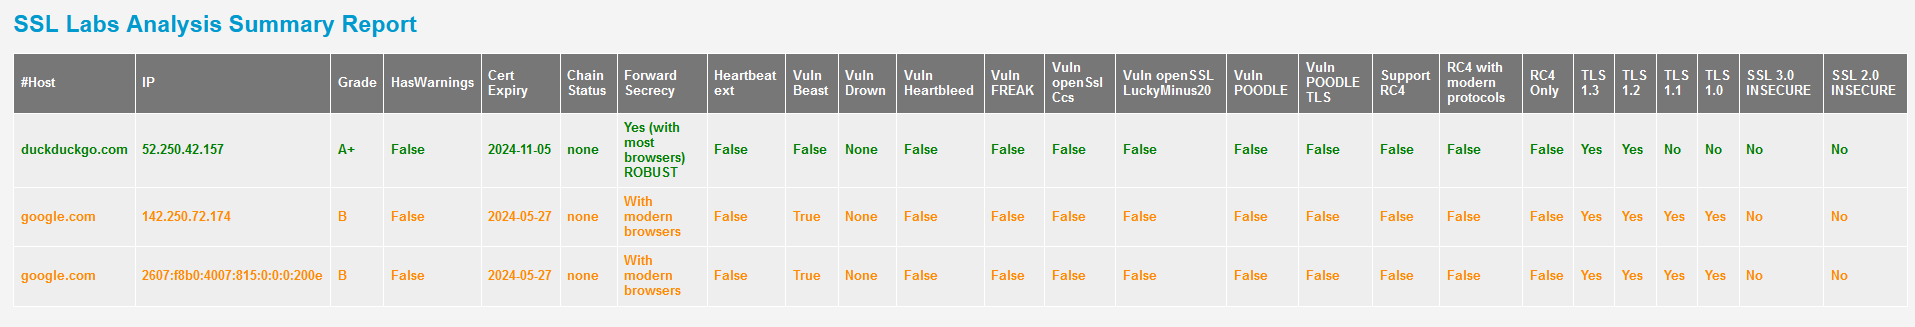 SSL Labs Analysis Summary Report
#Host IP Grade HasWarnings Cert Expiry Chain Status Forward Secrecy Heartbeat ext Vuln Beast Vuln Drown Vuln Heartbleed Vuln FREAK Vuln openSsl Ccs Vuln openSSL LuckyMinus20 Vuln POODLE Vuln POODLE TLS Support RC4 RC4 with modern protocols RC4 Only TLS 1.3 TLS 1.2 TLS 1.1 TLS 1.0 SSL 3.0 INSECURE SSL 2.0 INSECURE
duckduckgo.com 52.250.42.157 A+ False 2024-11-05 none Yes (with most browsers) ROBUST False False None False False False False False False False False False Yes Yes No No No No
google.com 142.250.72.174 B False 2024-05-27 none With modern browsers False True None False False False False False False False False False Yes Yes Yes Yes No No
google.com 2607:f8b0:4007:815:0:0:0:200e B False 2024-05-27 none With modern browsers False True None False False False False False False False False False Yes Yes Yes Yes No No